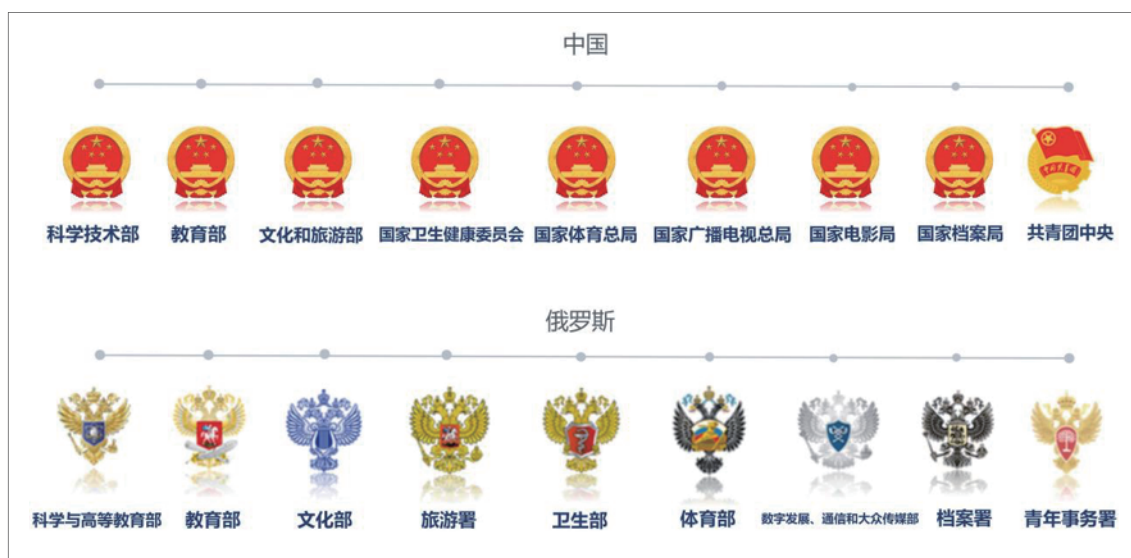 中国
科学技术部 教育部 文化和旅游部 国家卫生健康委员会 国家体育总局 国家广播电视总局 国家电影局 国家档案局 共青团中央
俄罗斯
科学与高等教育部 教育部 文化部 旅游署 卫生部 体育部 数字发展、通信和大众传媒部 档案署 青年事务署